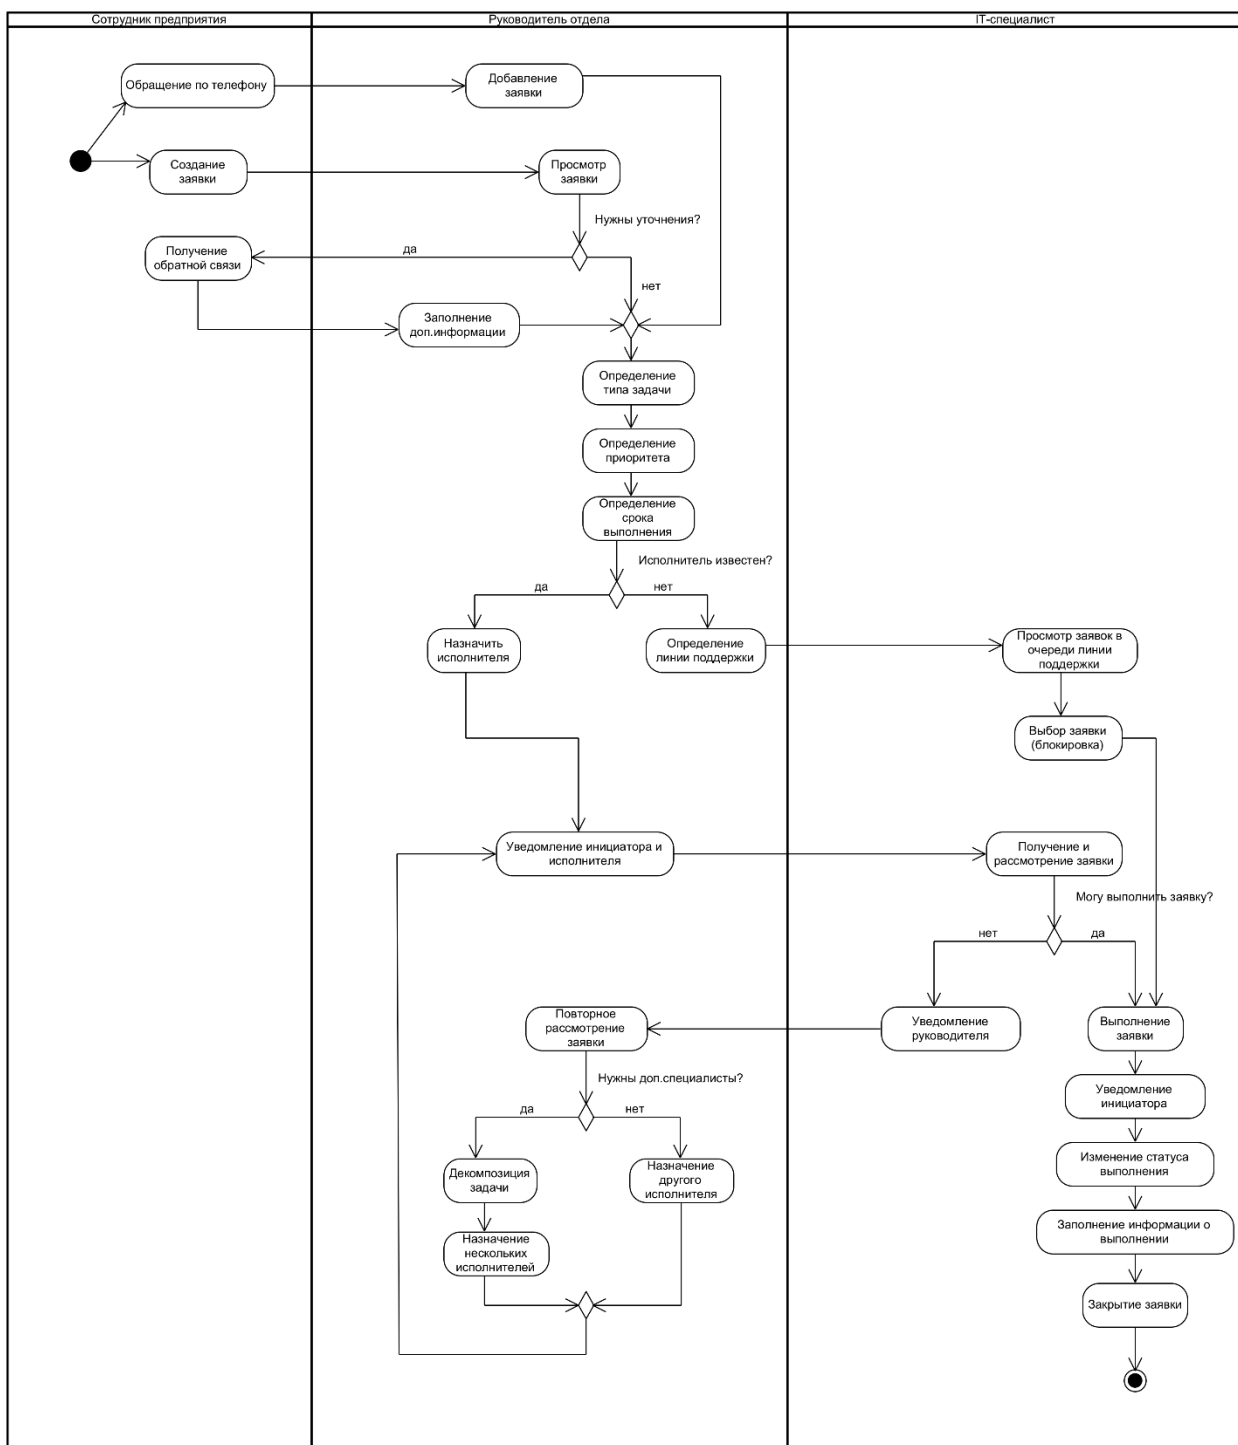 Сотрудник предприятия
Руководитель отдела
IT-специалист
Обращение по телефону
Добавление
заявки
Создание
заявки
Просмотр
заявки
Нужны уточнения?
да
Получение
обратной связи
нет
Заполнение
доп.информации
Определение
типа задачи
Определение
приоритета
Определение
срока
выполнения
Исполнитель известен?
да
нет
Назначить
исполнителя
Определение
линии поддержки
Просмотр заявок в
очереди линии
поддержки
Выбор заявки
(блокировка)
Уведомление инициатора и
исполнителя
Получение и
рассмотрение заявки
Могу выполнить заявку?
нет
да
Повторное
рассмотрение
заявки
Уведомление
руководителя
Выполнение
заявки
Нужны доп.специалисты?
да
нет
Уведомление
инициатора
Декомпозиция
задачи
Назначение
другого
исполнителя
Изменение статуса
выполнения
Назначение
нескольких
исполнителей
Заполнение информации о
выполнении
Закрытие заявки